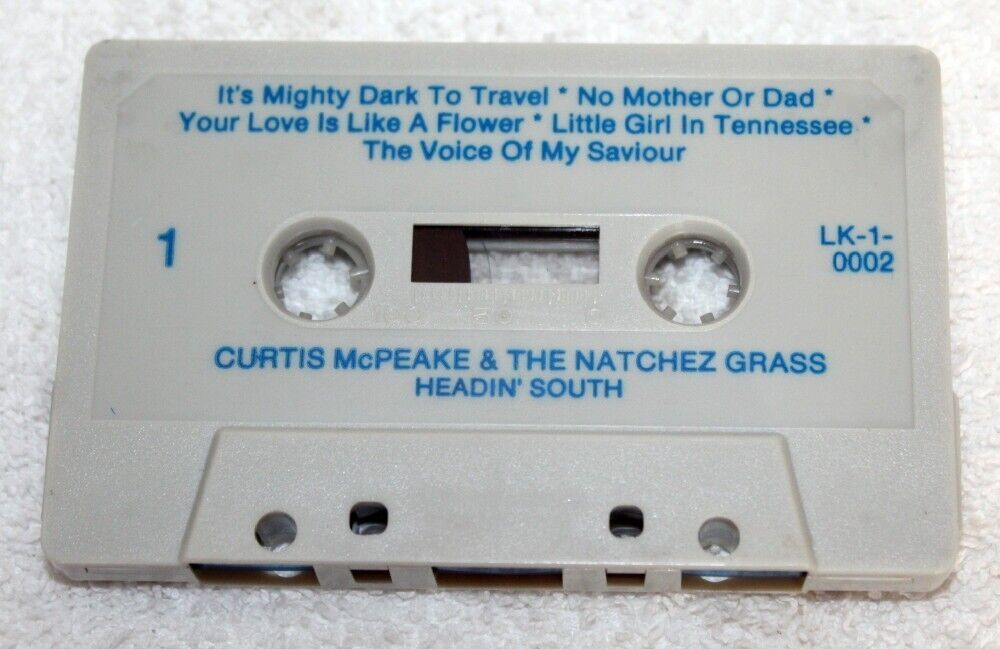 It's Mighty Dark To Travel * No Mother Or Dad *
Your Love Is Like A Flower * Little Girl In Tennessee *
The Voice Of My Saviour
1
LK-1-
0002
CURTIS McPEAKE & THE NATCHEZ GRASS
HEADIN' SOUTH